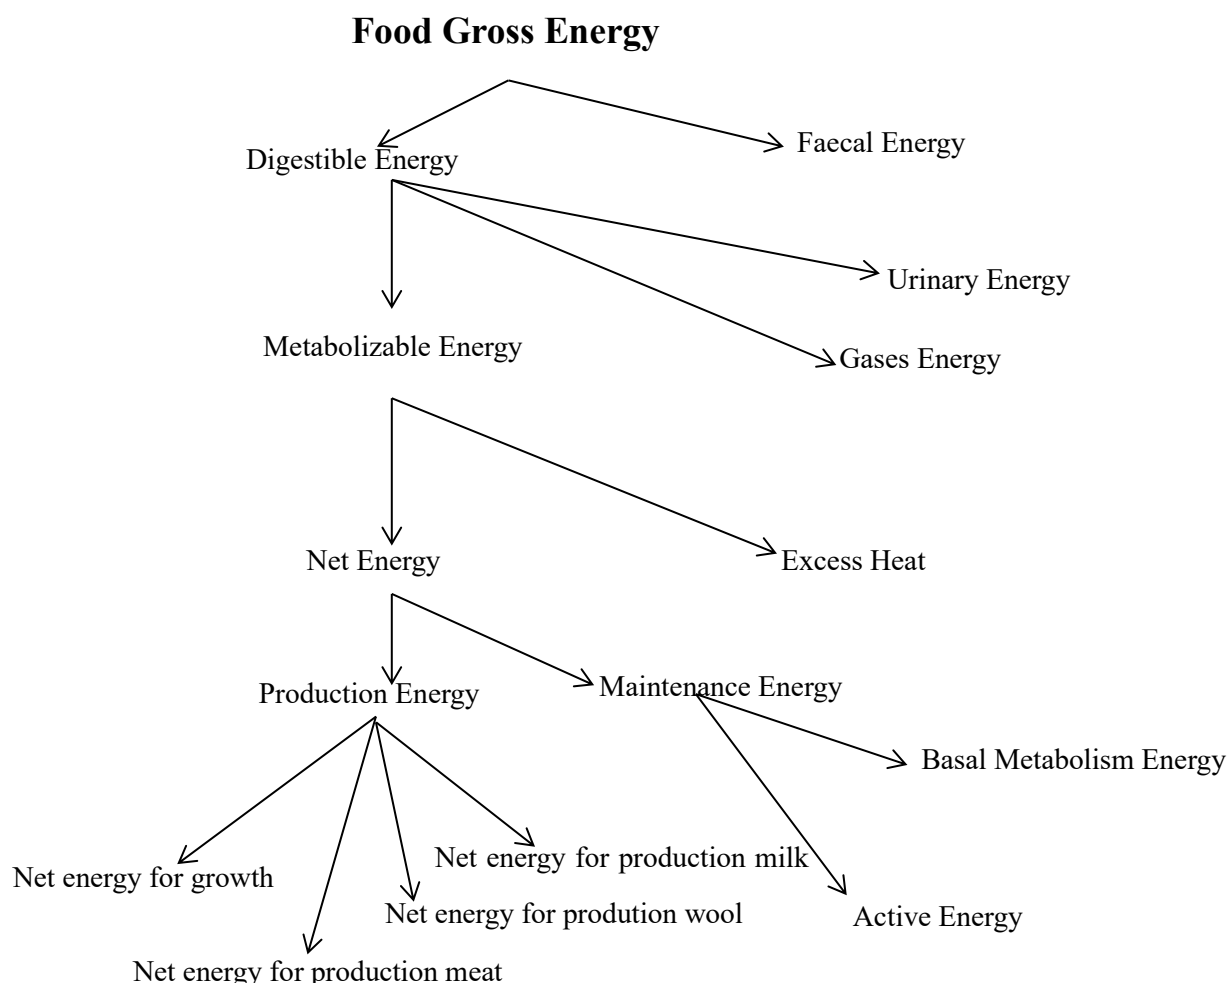 Food Gross Energy
Faecal Energy
Digestible Energy
Urinary Energy
Metabolizable Energy
Gases Energy
Net Energy
Excess Heat
Production Energy
Maintenance Energy
Basal Metabolism Energy
Net energy for production milk
Net energy for growth
Net energy for prodution wool
Active Energy
Net energy for production meat